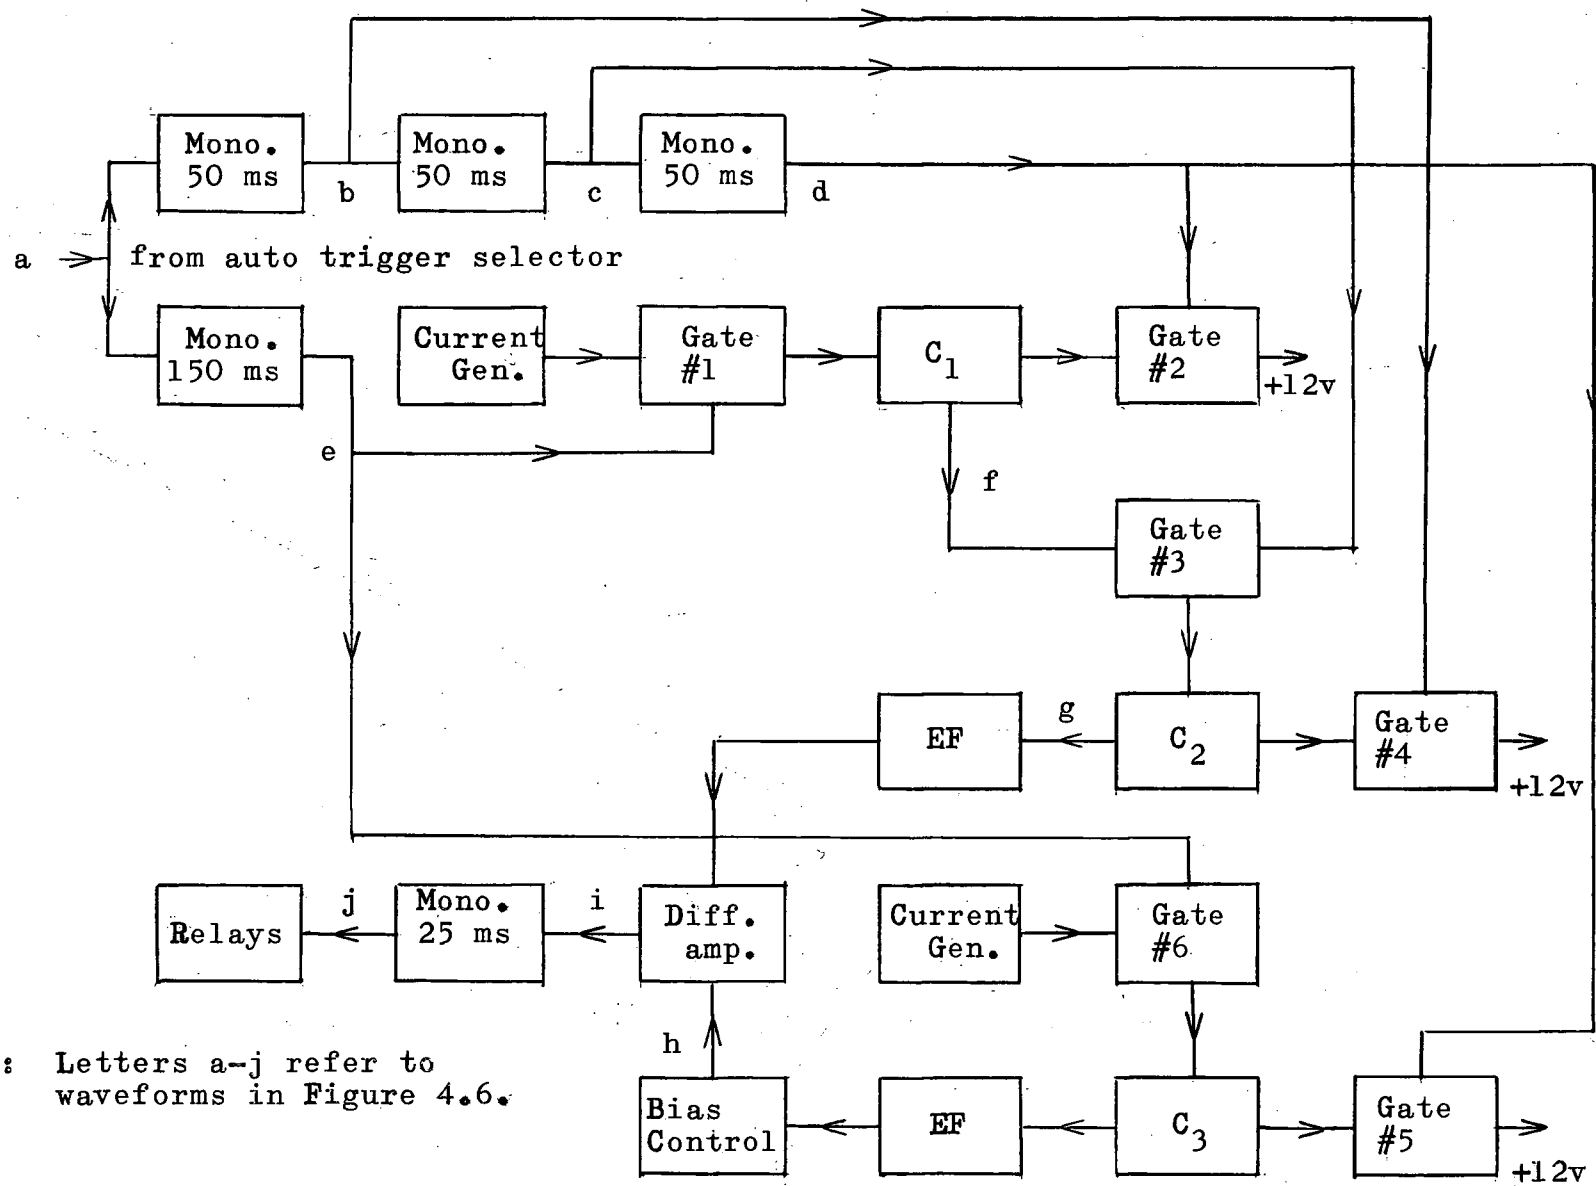 Mono.
50 ms
Mono.
50 ms
Mono.
50 ms
b
c
d
a
from auto trigger selector
Mono.
150 ms
Current
Gen.
Gate
#1
C1
Gate
#2
+12v
e
f
Gate
#3
g
EF
C2
Gate
#4
+12v
Relays
j
Mono.
25 ms
i
Diff.
amp.
Current
Gen.
Gate
#6
h
: Letters a-j refer to
waveforms in Figure 4.6.
Bias
Control
EF
C3
Gate
#5
+12v